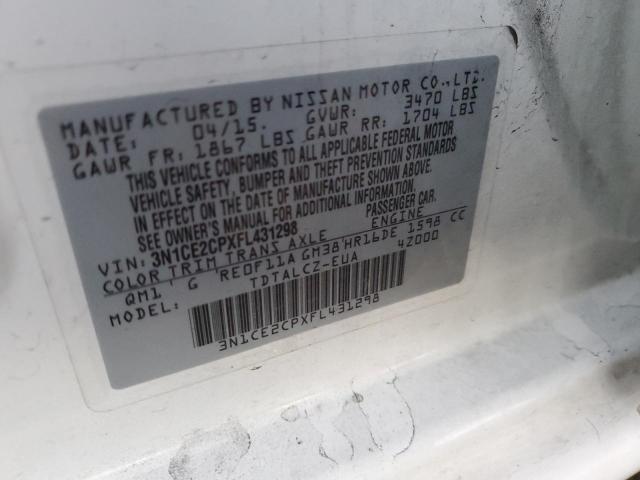 MANUFACTURED BY NISSAN MOTOR CO., LTD.
DATE: 04/15. GVWR: 3470 LBS
GAWR FR: 1867 LBS GAWR RR: 1704 LBS
THIS VEHICLE CONFORMS TO ALL APPLICABLE FEDERAL MOTOR
VEHICLE SAFETY, BUMPER AND THEFT PREVENTION STANDARDS
IN EFFECT ON THE DATE OF MANUFACTURE SHOWN ABOVE.
SEE OWNER'S MANUAL FOR ADDITIONAL INFORMATION.
VIN: 3N1CE2CPXFL431298 PASSENGER CAR.
COLOR TRIM TRANS AXLE ENGINE
QM1 G RE0F11A GM38 HR16DE 1598 CC
MODEL: TDTALCZ-EUA 4Z000
3N1CE2CPXFL431298